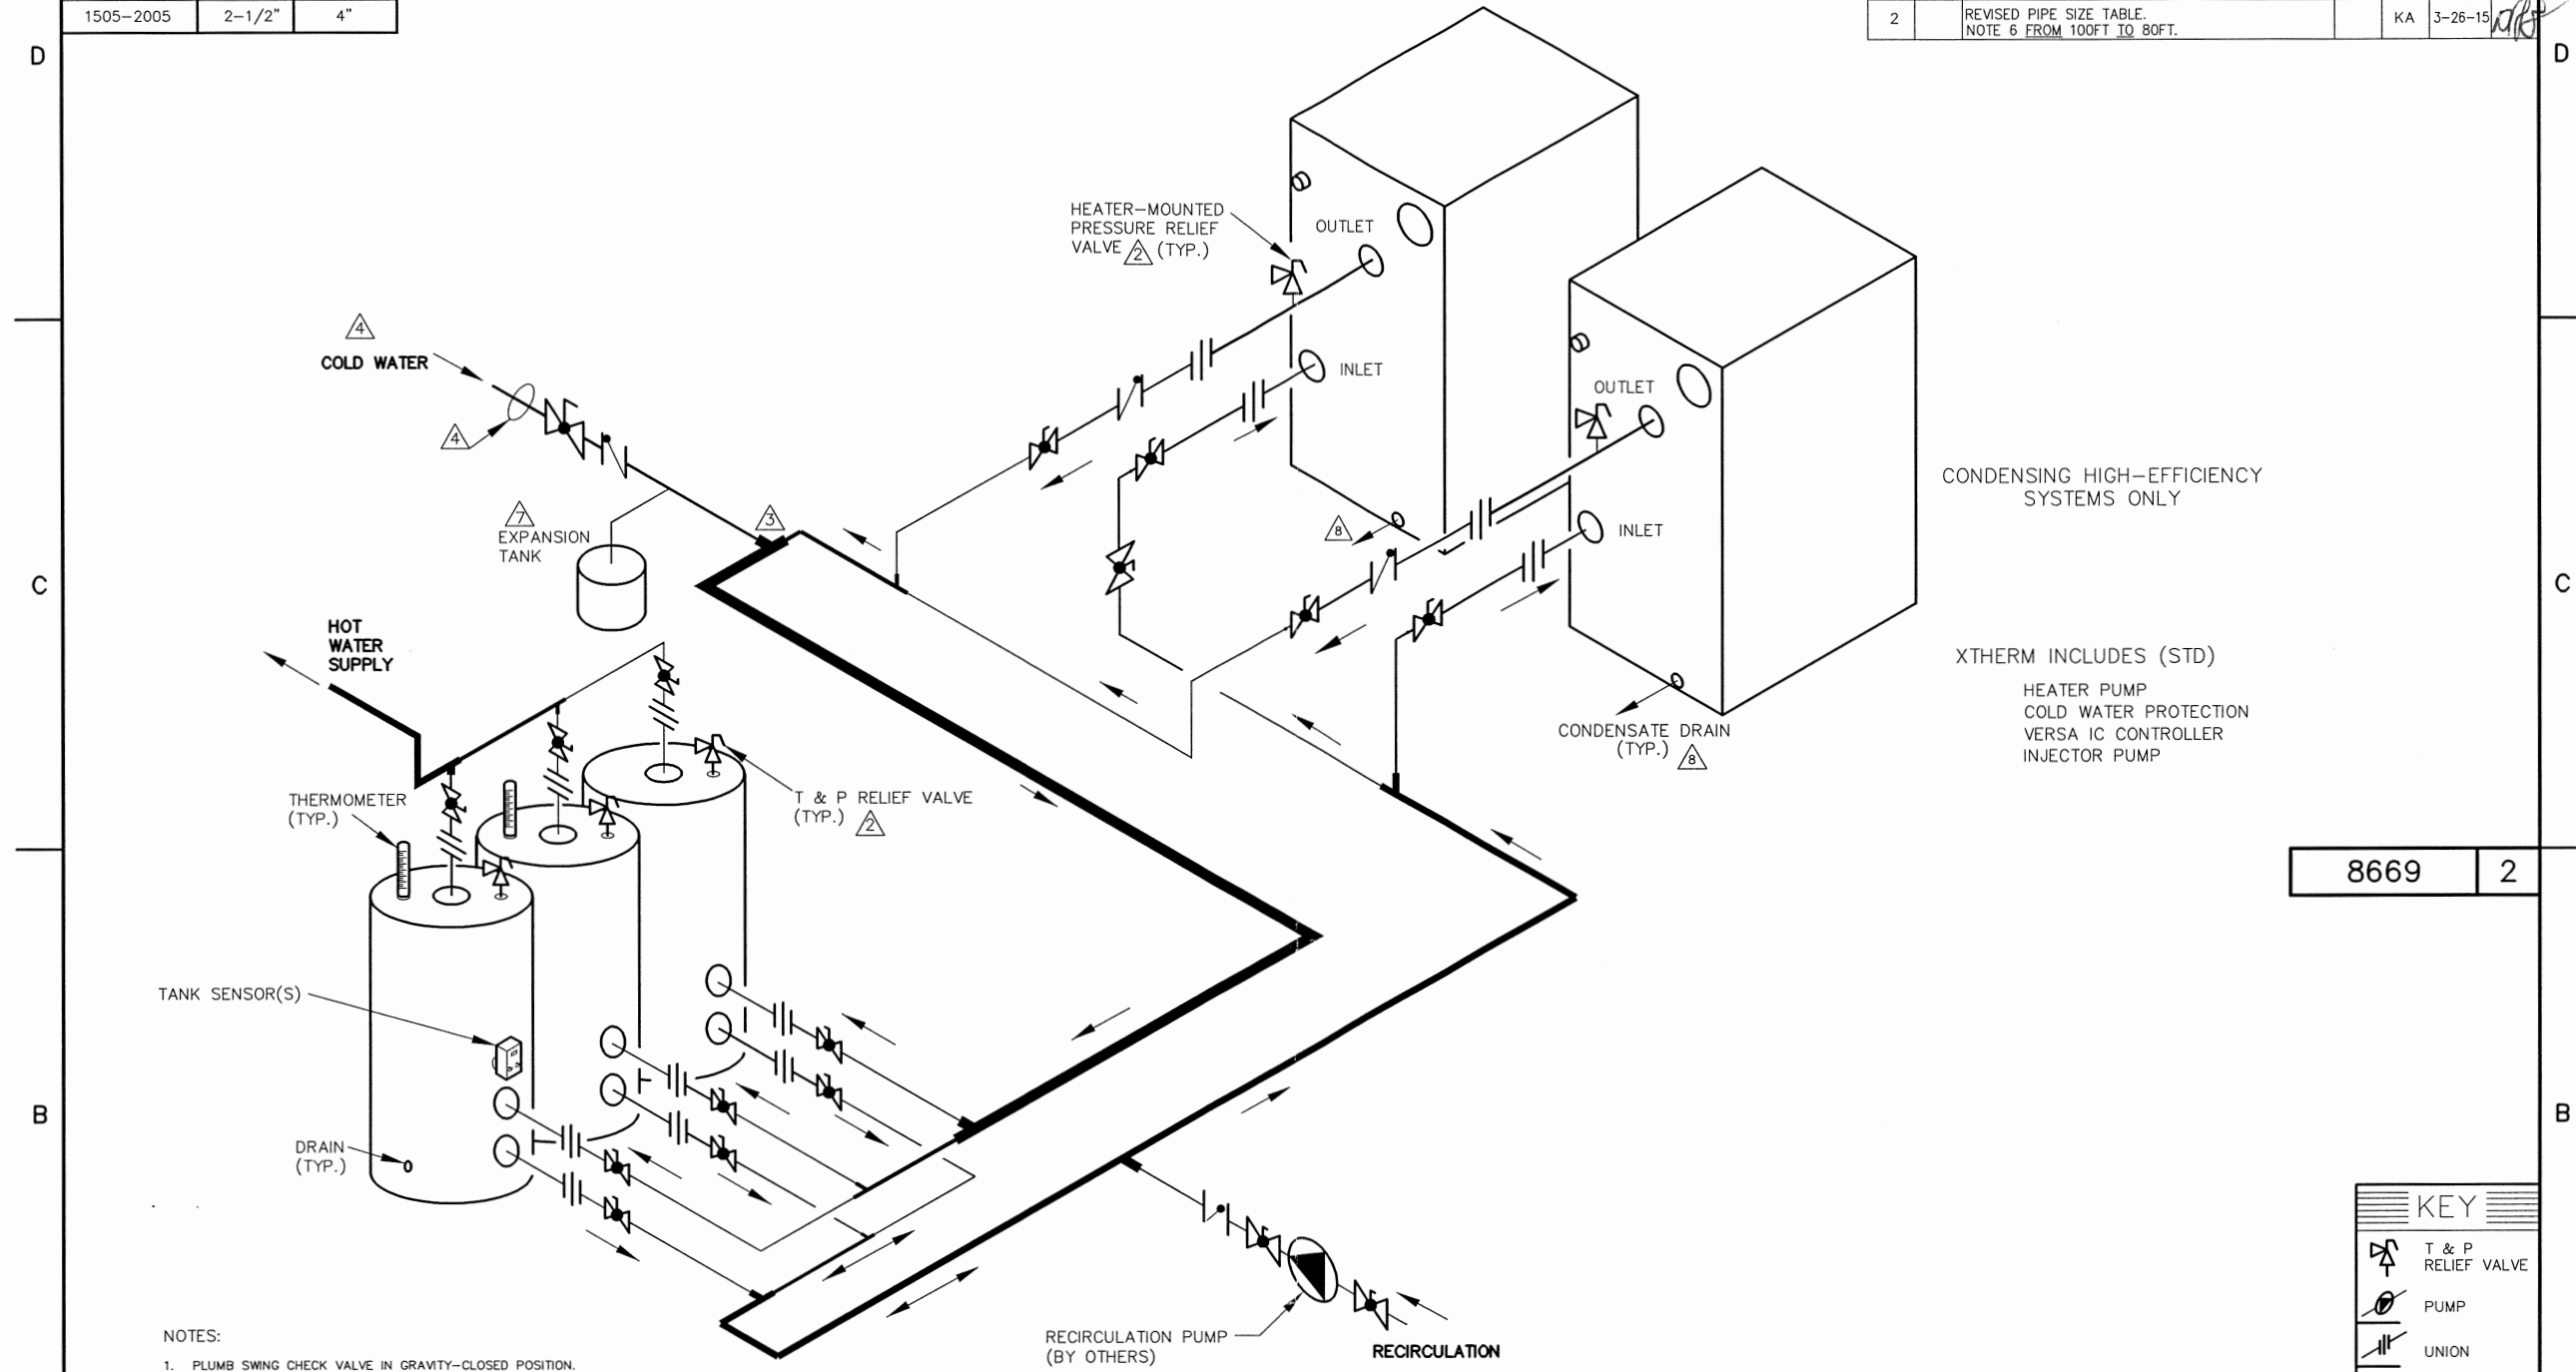 1505-2005 2-1/2" 4"
2 REVISED PIPE SIZE TABLE. KA 3-26-15
NOTE 6 FROM 100FT TO 80FT.
D
D
HEATER-MOUNTED
PRESSURE RELIEF
VALVE 2 (TYP.)
OUTLET
INLET
4
COLD WATER
4
OUTLET
INLET
CONDENSING HIGH-EFFICIENCY
SYSTEMS ONLY
7
EXPANSION
TANK
3
8
C
C
HOT
WATER
SUPPLY
XTHERM INCLUDES (STD)
HEATER PUMP
COLD WATER PROTECTION
VERSA IC CONTROLLER
INJECTOR PUMP
CONDENSATE DRAIN
(TYP.) 8
THERMOMETER
(TYP.)
T & P RELIEF VALVE
(TYP.) 2
8669 2
TANK SENSOR(S)
B
B
DRAIN
(TYP.)
KEY
T & P
RELIEF VALVE
PUMP
UNION
RECIRCULATION PUMP
(BY OTHERS)
RECIRCULATION
NOTES:
1. PLUMB SWING CHECK VALVE IN GRAVITY-CLOSED POSITION.